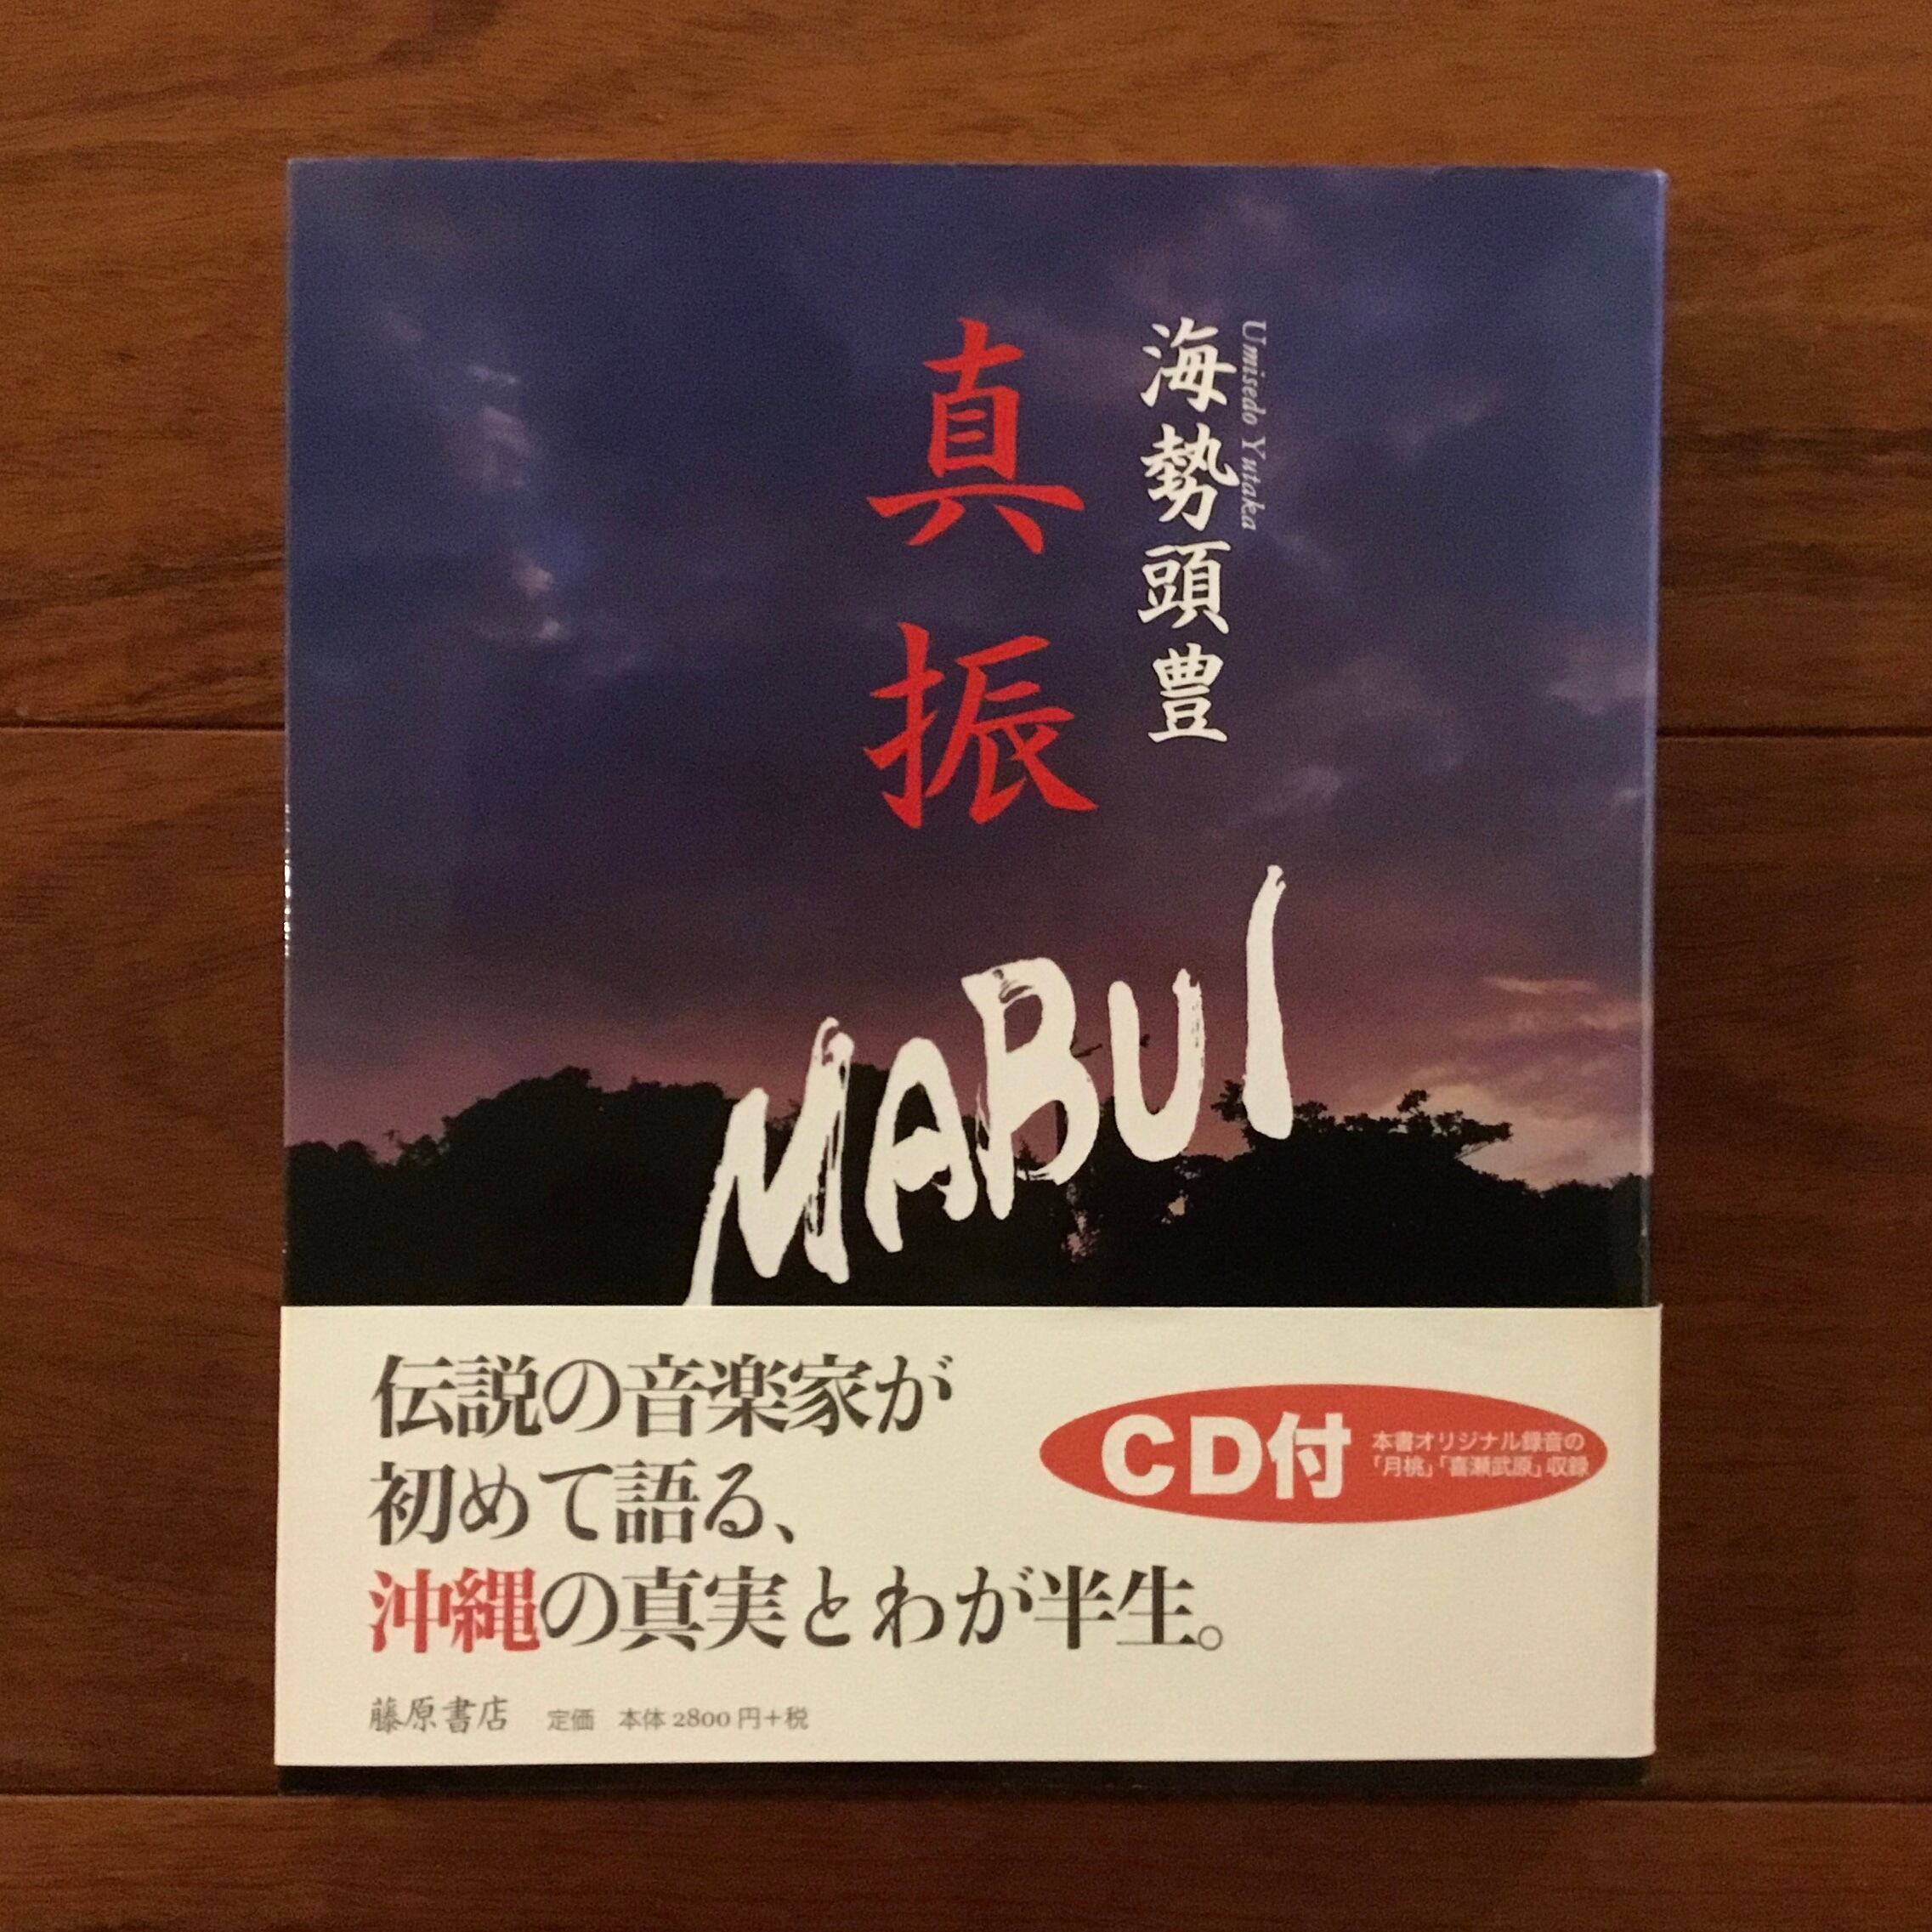 Umisedo Yutaka
海勢頭豊
真振
MABUI
伝説の音楽家が
初めて語る、
沖縄の真実とわが半生。
CD付
本書オリジナル録音の
「月桃」「喜瀬武原」収録
藤原書店 定価 本体2800円+税